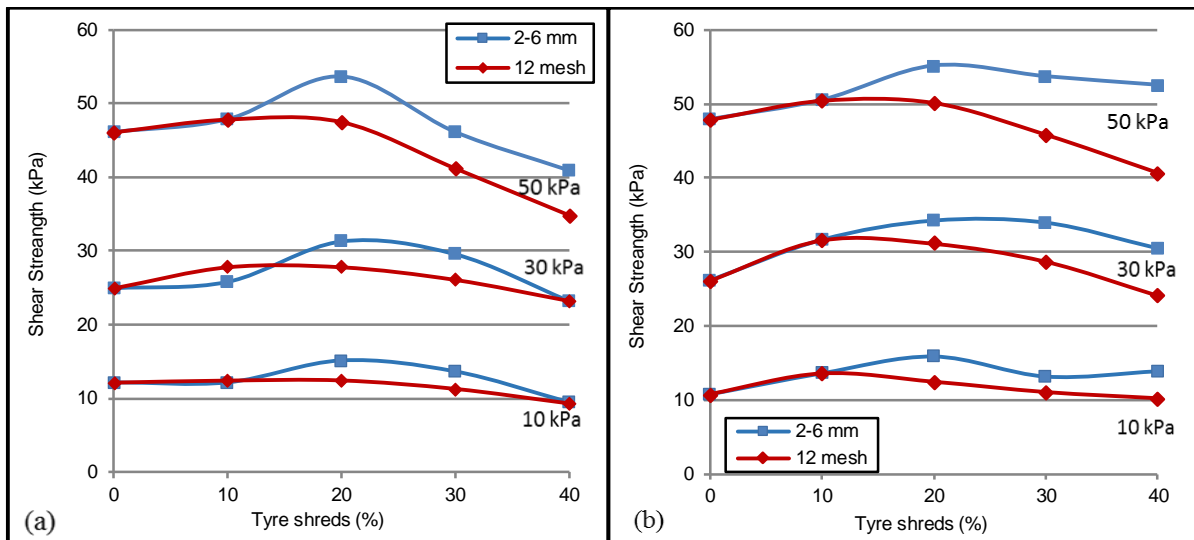 60
50
40
30
20
10
0
Shear Streangth (kPa)
2-6 mm
12 mesh
50 kPa
30 kPa
10 kPa
0 10 20 30 40
Tyre shreds (%)
(a)
60
50
40
30
20
10
0
Shear Strength (kPa)
50 kPa
30 kPa
10 kPa
2-6 mm
12 mesh
0 10 20 30 40
Tyre shreds (%)
(b)